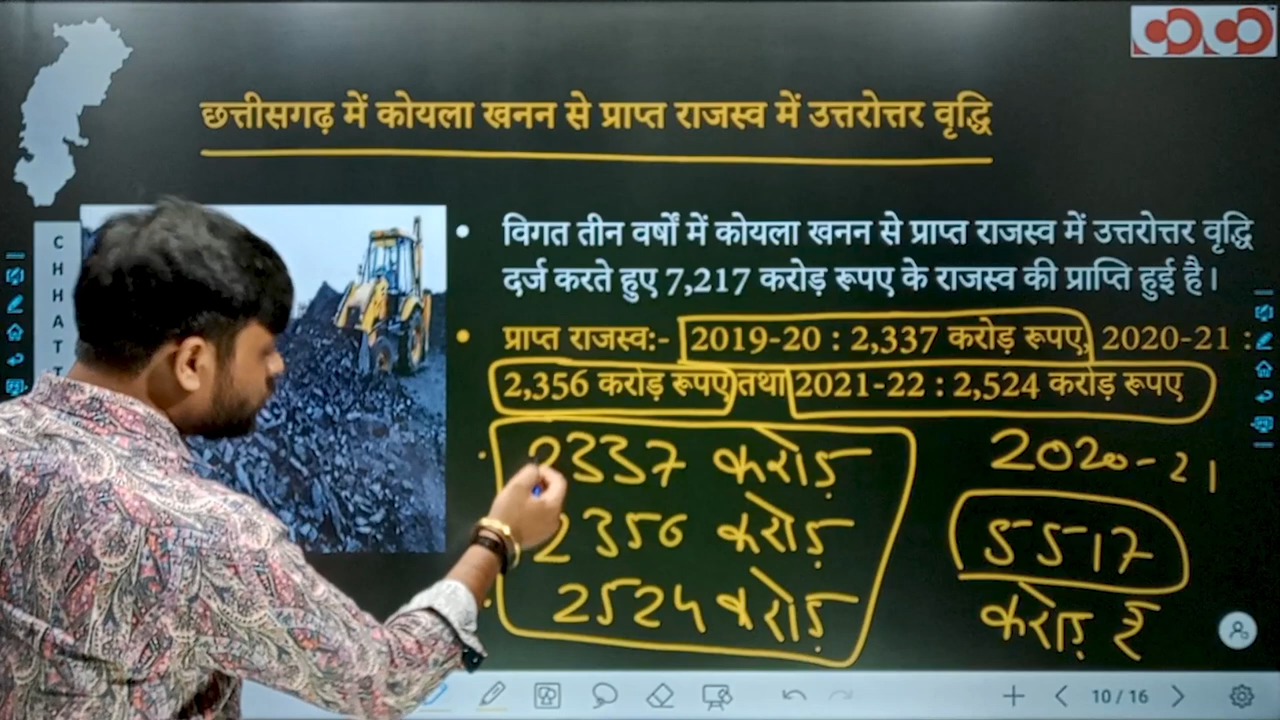 छत्तीसगढ़ में कोयला खनन से प्राप्त राजस्व में उत्तरोत्तर वृद्धि
C
H
H
A
T
T
• विगत तीन वर्षों में कोयला खनन से प्राप्त राजस्व में उत्तरोत्तर वृद्धि
दर्ज करते हुए 7,217 करोड़ रूपए के राजस्व की प्राप्ति हुई है।
• प्राप्त राजस्व:- 2019-20 : 2,337 करोड़ रूपए, 2020-21 :
2,356 करोड़ रूपए तथा 2021-22 : 2,524 करोड़ रूपए
2337 करोड़
2356 करोड़
2524 करोड़
2020-21
5517
करोड़ रु
10 / 16